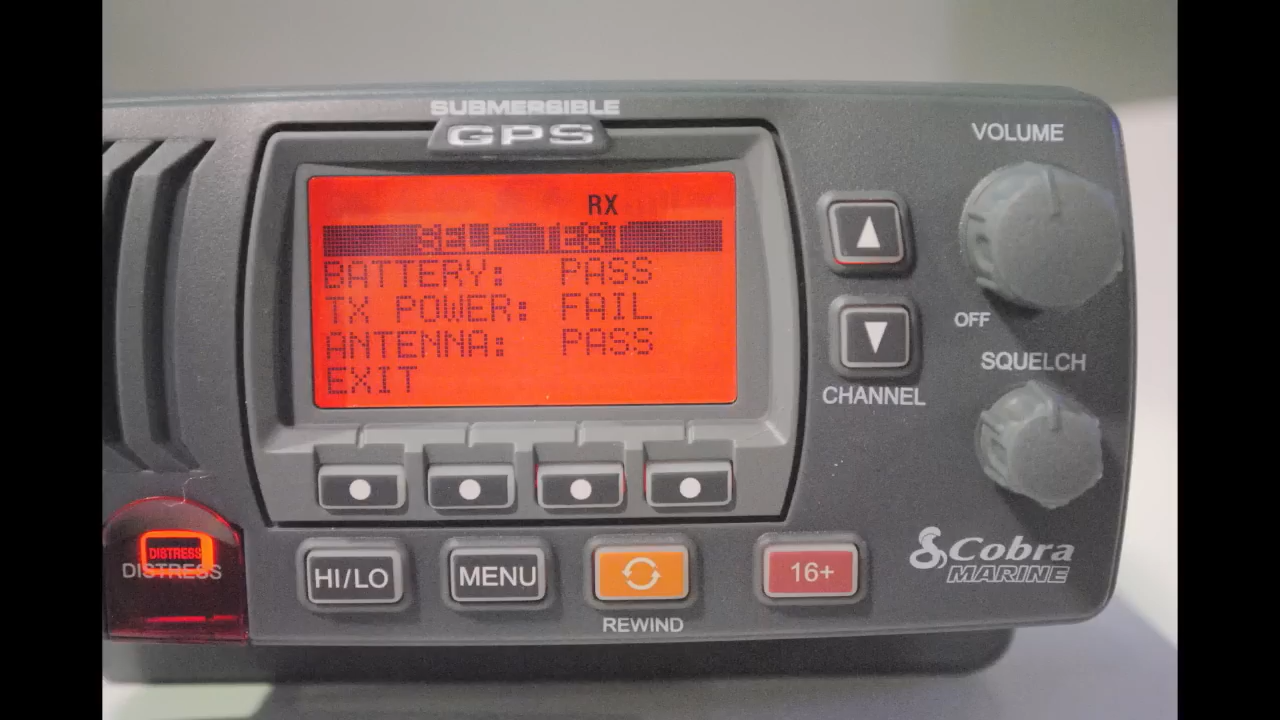 SUBMERSIBLE
GPS
VOLUME
RX
SELF TEST
BATTERY: PASS
TX POWER: FAIL
ANTENNA: PASS
EXIT
OFF
SQUELCH
CHANNEL
DISTRESS
DISTRESS
HI/LO
MENU
16+
REWIND
Cobra
MARINE